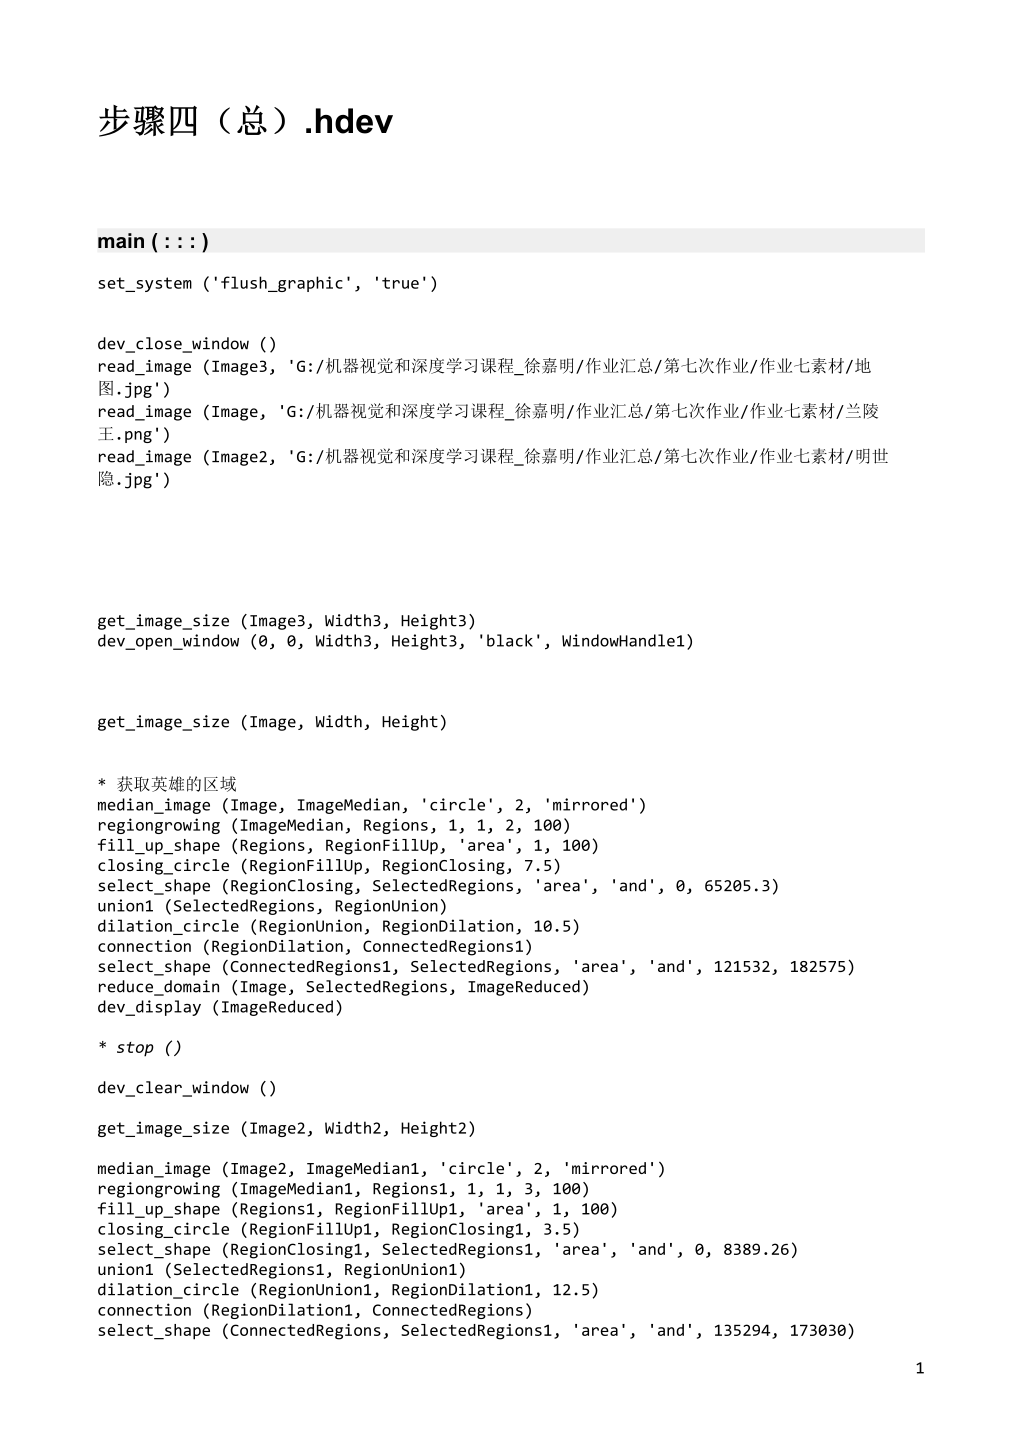 步骤四（总）.hdev
main ( : : : )
set_system ('flush_graphic', 'true')
dev_close_window ()
read_image (Image3, 'G:/机器视觉和深度学习课程_徐嘉明/作业汇总/第七次作业/作业七素材/地
图.jpg')
read_image (Image, 'G:/机器视觉和深度学习课程_徐嘉明/作业汇总/第七次作业/作业七素材/兰陵
王.png')
read_image (Image2, 'G:/机器视觉和深度学习课程_徐嘉明/作业汇总/第七次作业/作业七素材/明世
隐.jpg')
get_image_size (Image3, Width3, Height3)
dev_open_window (0, 0, Width3, Height3, 'black', WindowHandle1)
get_image_size (Image, Width, Height)
* 获取英雄的区域
median_image (Image, ImageMedian, 'circle', 2, 'mirrored')
regiongrowing (ImageMedian, Regions, 1, 1, 2, 100)
fill_up_shape (Regions, RegionFillUp, 'area', 1, 100)
closing_circle (RegionFillUp, RegionClosing, 7.5)
select_shape (RegionClosing, SelectedRegions, 'area', 'and', 0, 65205.3)
union1 (SelectedRegions, RegionUnion)
dilation_circle (RegionUnion, RegionDilation, 10.5)
connection (RegionDilation, ConnectedRegions1)
select_shape (ConnectedRegions1, SelectedRegions, 'area', 'and', 121532, 182575)
reduce_domain (Image, SelectedRegions, ImageReduced)
dev_display (ImageReduced)
* stop ()
dev_clear_window ()
get_image_size (Image2, Width2, Height2)
median_image (Image2, ImageMedian1, 'circle', 2, 'mirrored')
regiongrowing (ImageMedian1, Regions1, 1, 1, 3, 100)
fill_up_shape (Regions1, RegionFillUp1, 'area', 1, 100)
closing_circle (RegionFillUp1, RegionClosing1, 3.5)
select_shape (RegionClosing1, SelectedRegions1, 'area', 'and', 0, 8389.26)
union1 (SelectedRegions1, RegionUnion1)
dilation_circle (RegionUnion1, RegionDilation1, 12.5)
connection (RegionDilation1, ConnectedRegions)
select_shape (ConnectedRegions, SelectedRegions1, 'area', 'and', 135294, 173030)
1